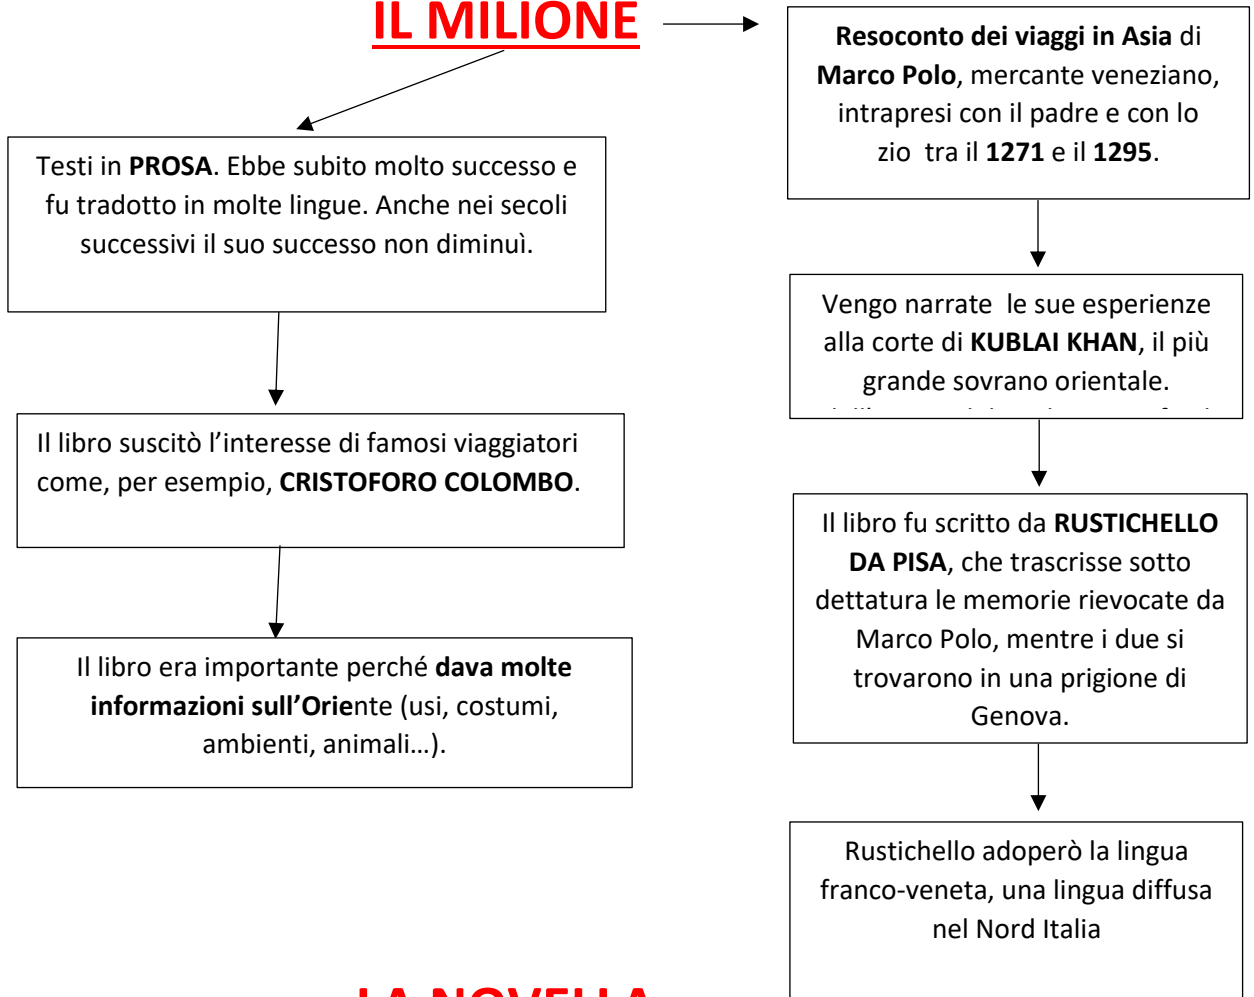 IL MILIONE
Resoconto dei viaggi in Asia di
Marco Polo, mercante veneziano,
intrapresi con il padre e con lo
zio tra il 1271 e il 1295.
Testi in PROSA. Ebbe subito molto successo e
fu tradotto in molte lingue. Anche nei secoli
successivi il suo successo non diminuì.
Vengo narrate le sue esperienze
alla corte di KUBLAI KHAN, il più
grande sovrano orientale.
Il libro suscitò l’interesse di famosi viaggiatori
come, per esempio, CRISTOFORO COLOMBO.
Il libro fu scritto da RUSTICHELLO
DA PISA, che trascrisse sotto
dettatura le memorie rievocate da
Marco Polo, mentre i due si
trovarono in una prigione di
Genova.
Il libro era importante perché dava molte
informazioni sull’Oriente (usi, costumi,
ambienti, animali…).
Rustichello adoperò la lingua
franco-veneta, una lingua diffusa
nel Nord Italia
LA NOVELLA